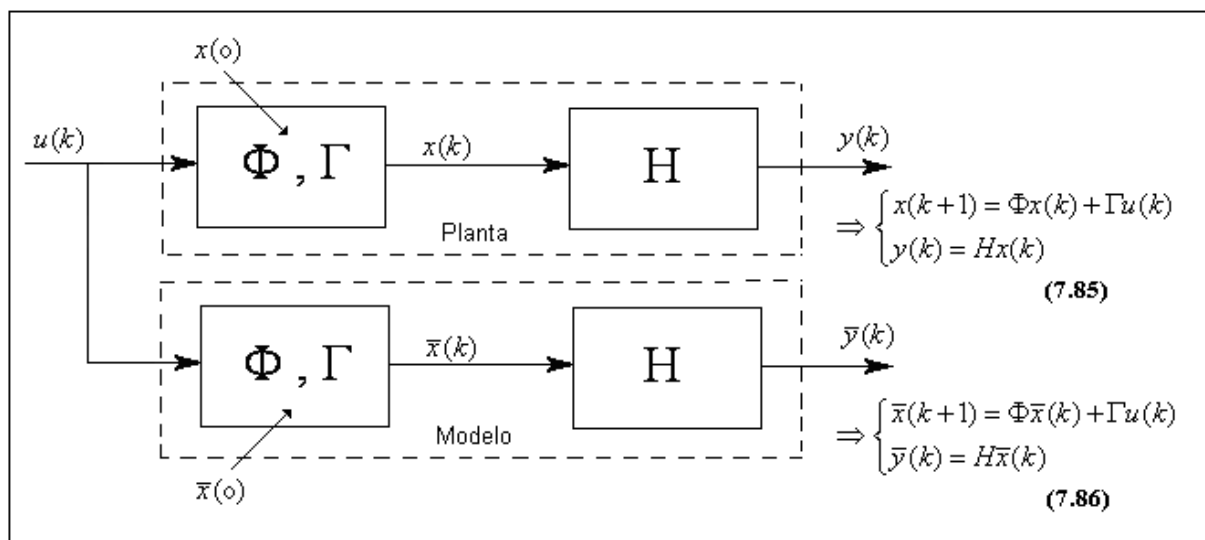 x(o)
u(k)
Φ , Γ
x(k)
H
y(k)
Planta
⇒ { x(k+1) = Φx(k) + Γu(k)
y(k) = Hx(k)
(7.85)
Φ , Γ
x̅(k)
H
y̅(k)
Modelo
x̅(o)
⇒ { x̅(k+1) = Φx̅(k) + Γu(k)
y̅(k) = Hx̅(k)
(7.86)